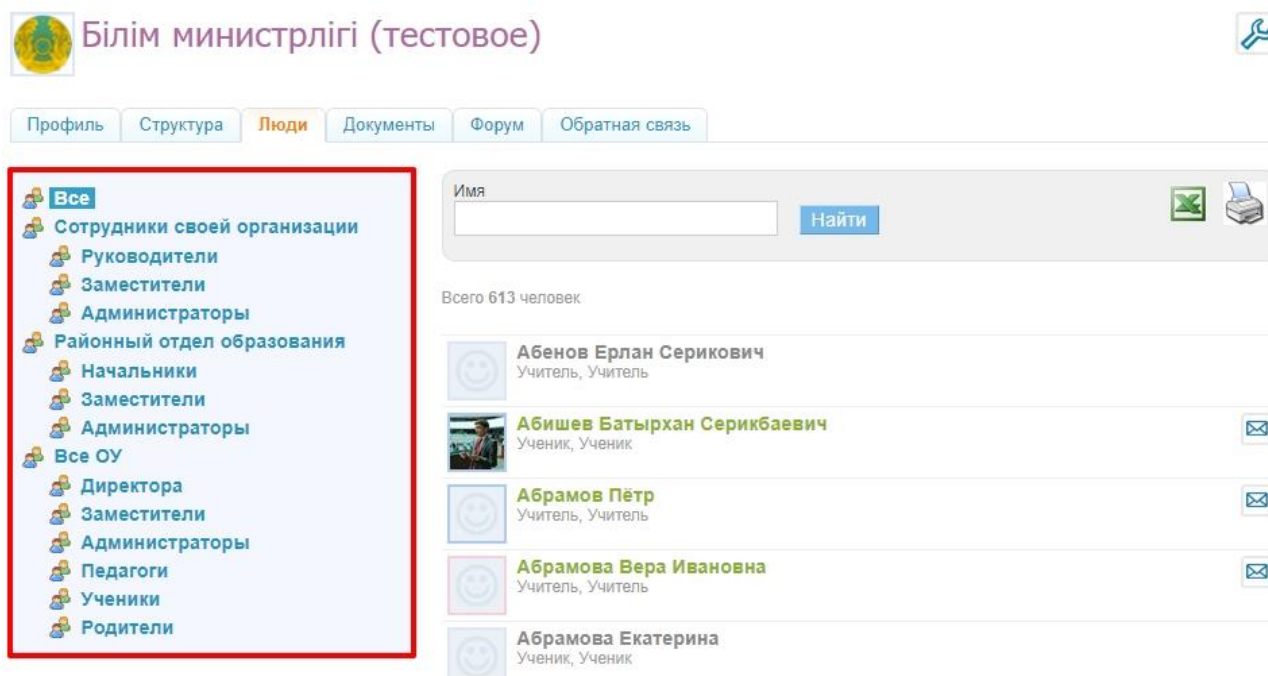 Білім министрлігі (тестовое)
Профиль
Структура
Люди
Документы
Форум
Обратная связь
Все
Сотрудники своей организации
Руководители
Заместители
Администраторы
Районный отдел образования
Начальники
Заместители
Администраторы
Все ОУ
Директора
Заместители
Администраторы
Педагоги
Ученики
Родители
Имя
Найти
Всего 613 человек
Абенов Ерлан Серикович
Учитель, Учитель
Абишев Батырхан Серикбаевич
Ученик, Ученик
Абрамов Пётр
Учитель, Учитель
Абрамова Вера Ивановна
Учитель, Учитель
Абрамова Екатерина
Ученик, Ученик